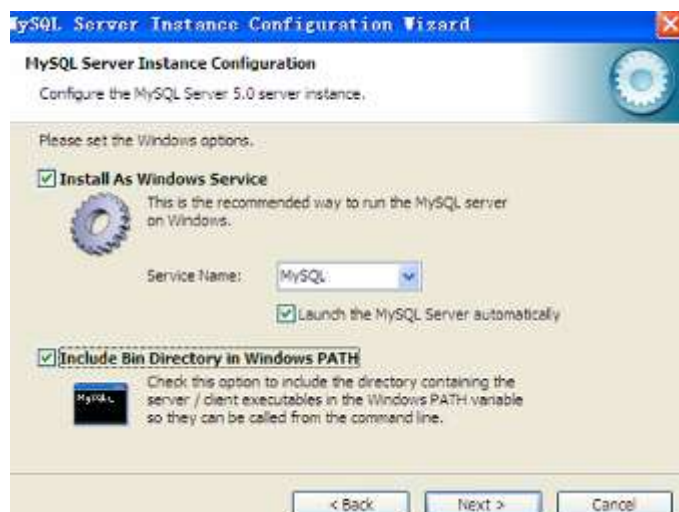 MySQL Server Instance Configuration Wizard
MySQL Server Instance Configuration
Configure the MySQL Server 5.0 server instance.
Please set the Windows options.
Install As Windows Service
This is the recommended way to run the MySQL server
on Windows.
Service Name: MySQL
Launch the MySQL Server automatically
Include Bin Directory in Windows PATH
Check this option to include the directory containing the
server / client executables in the Windows PATH variable
so they can be called from the command line.
< Back Next > Cancel